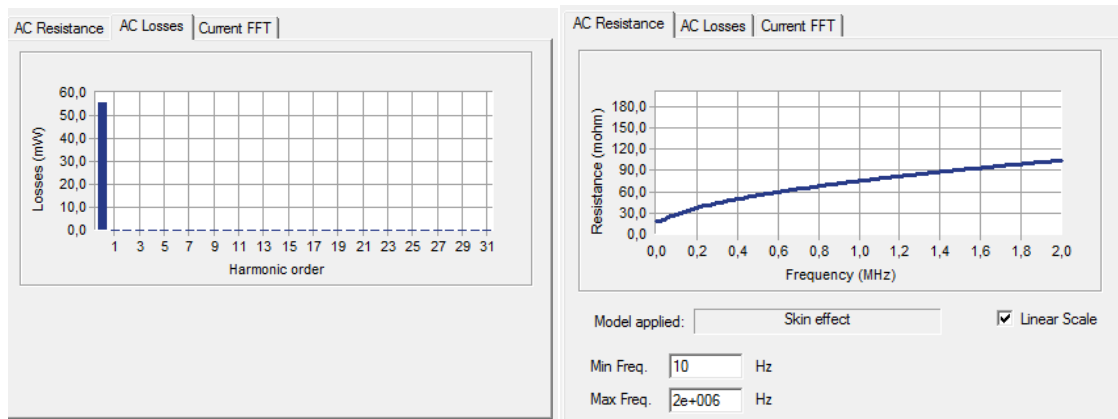 AC Resistance AC Losses Current FFT
60,0
50,0
40,0
30,0
20,0
10,0
0,0
Losses (mW)
1 3 5 7 9 11 13 15 17 19 21 23 25 27 29 31
Harmonic order
AC Resistance AC Losses Current FFT
180,0
150,0
120,0
90,0
60,0
30,0
0,0
Resistance (mohm)
0,0 0,2 0,4 0,6 0,8 1,0 1,2 1,4 1,6 1,8 2,0
Frequency (MHz)
Model applied: Skin effect Linear Scale
Min Freq. 10 Hz
Max Freq. 2e+006 Hz